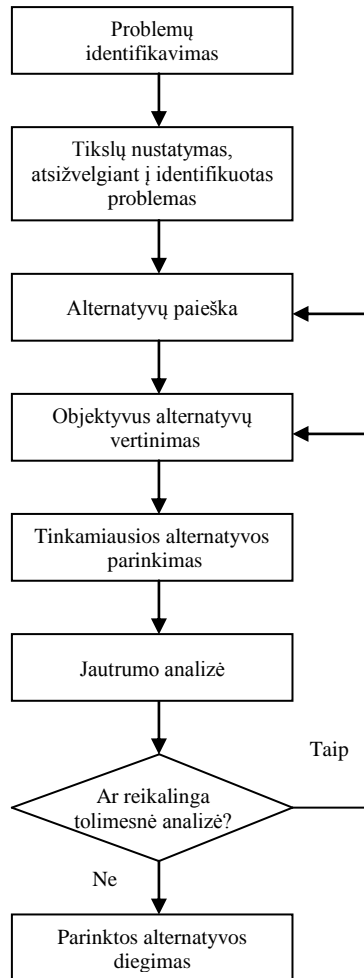 Problemų
identifikavimas
Tikslų nustatymas,
atsižvelgiant į identifikuotas
problemas
Alternatyvų paieška
Objektyvus alternatyvų
vertinimas
Tinkamiausios alternatyvos
parinkimas
Jautrumo analizė
Taip
Ar reikalinga
tolimesnė analizė?
Ne
Parinktos alternatyvos
diegimas